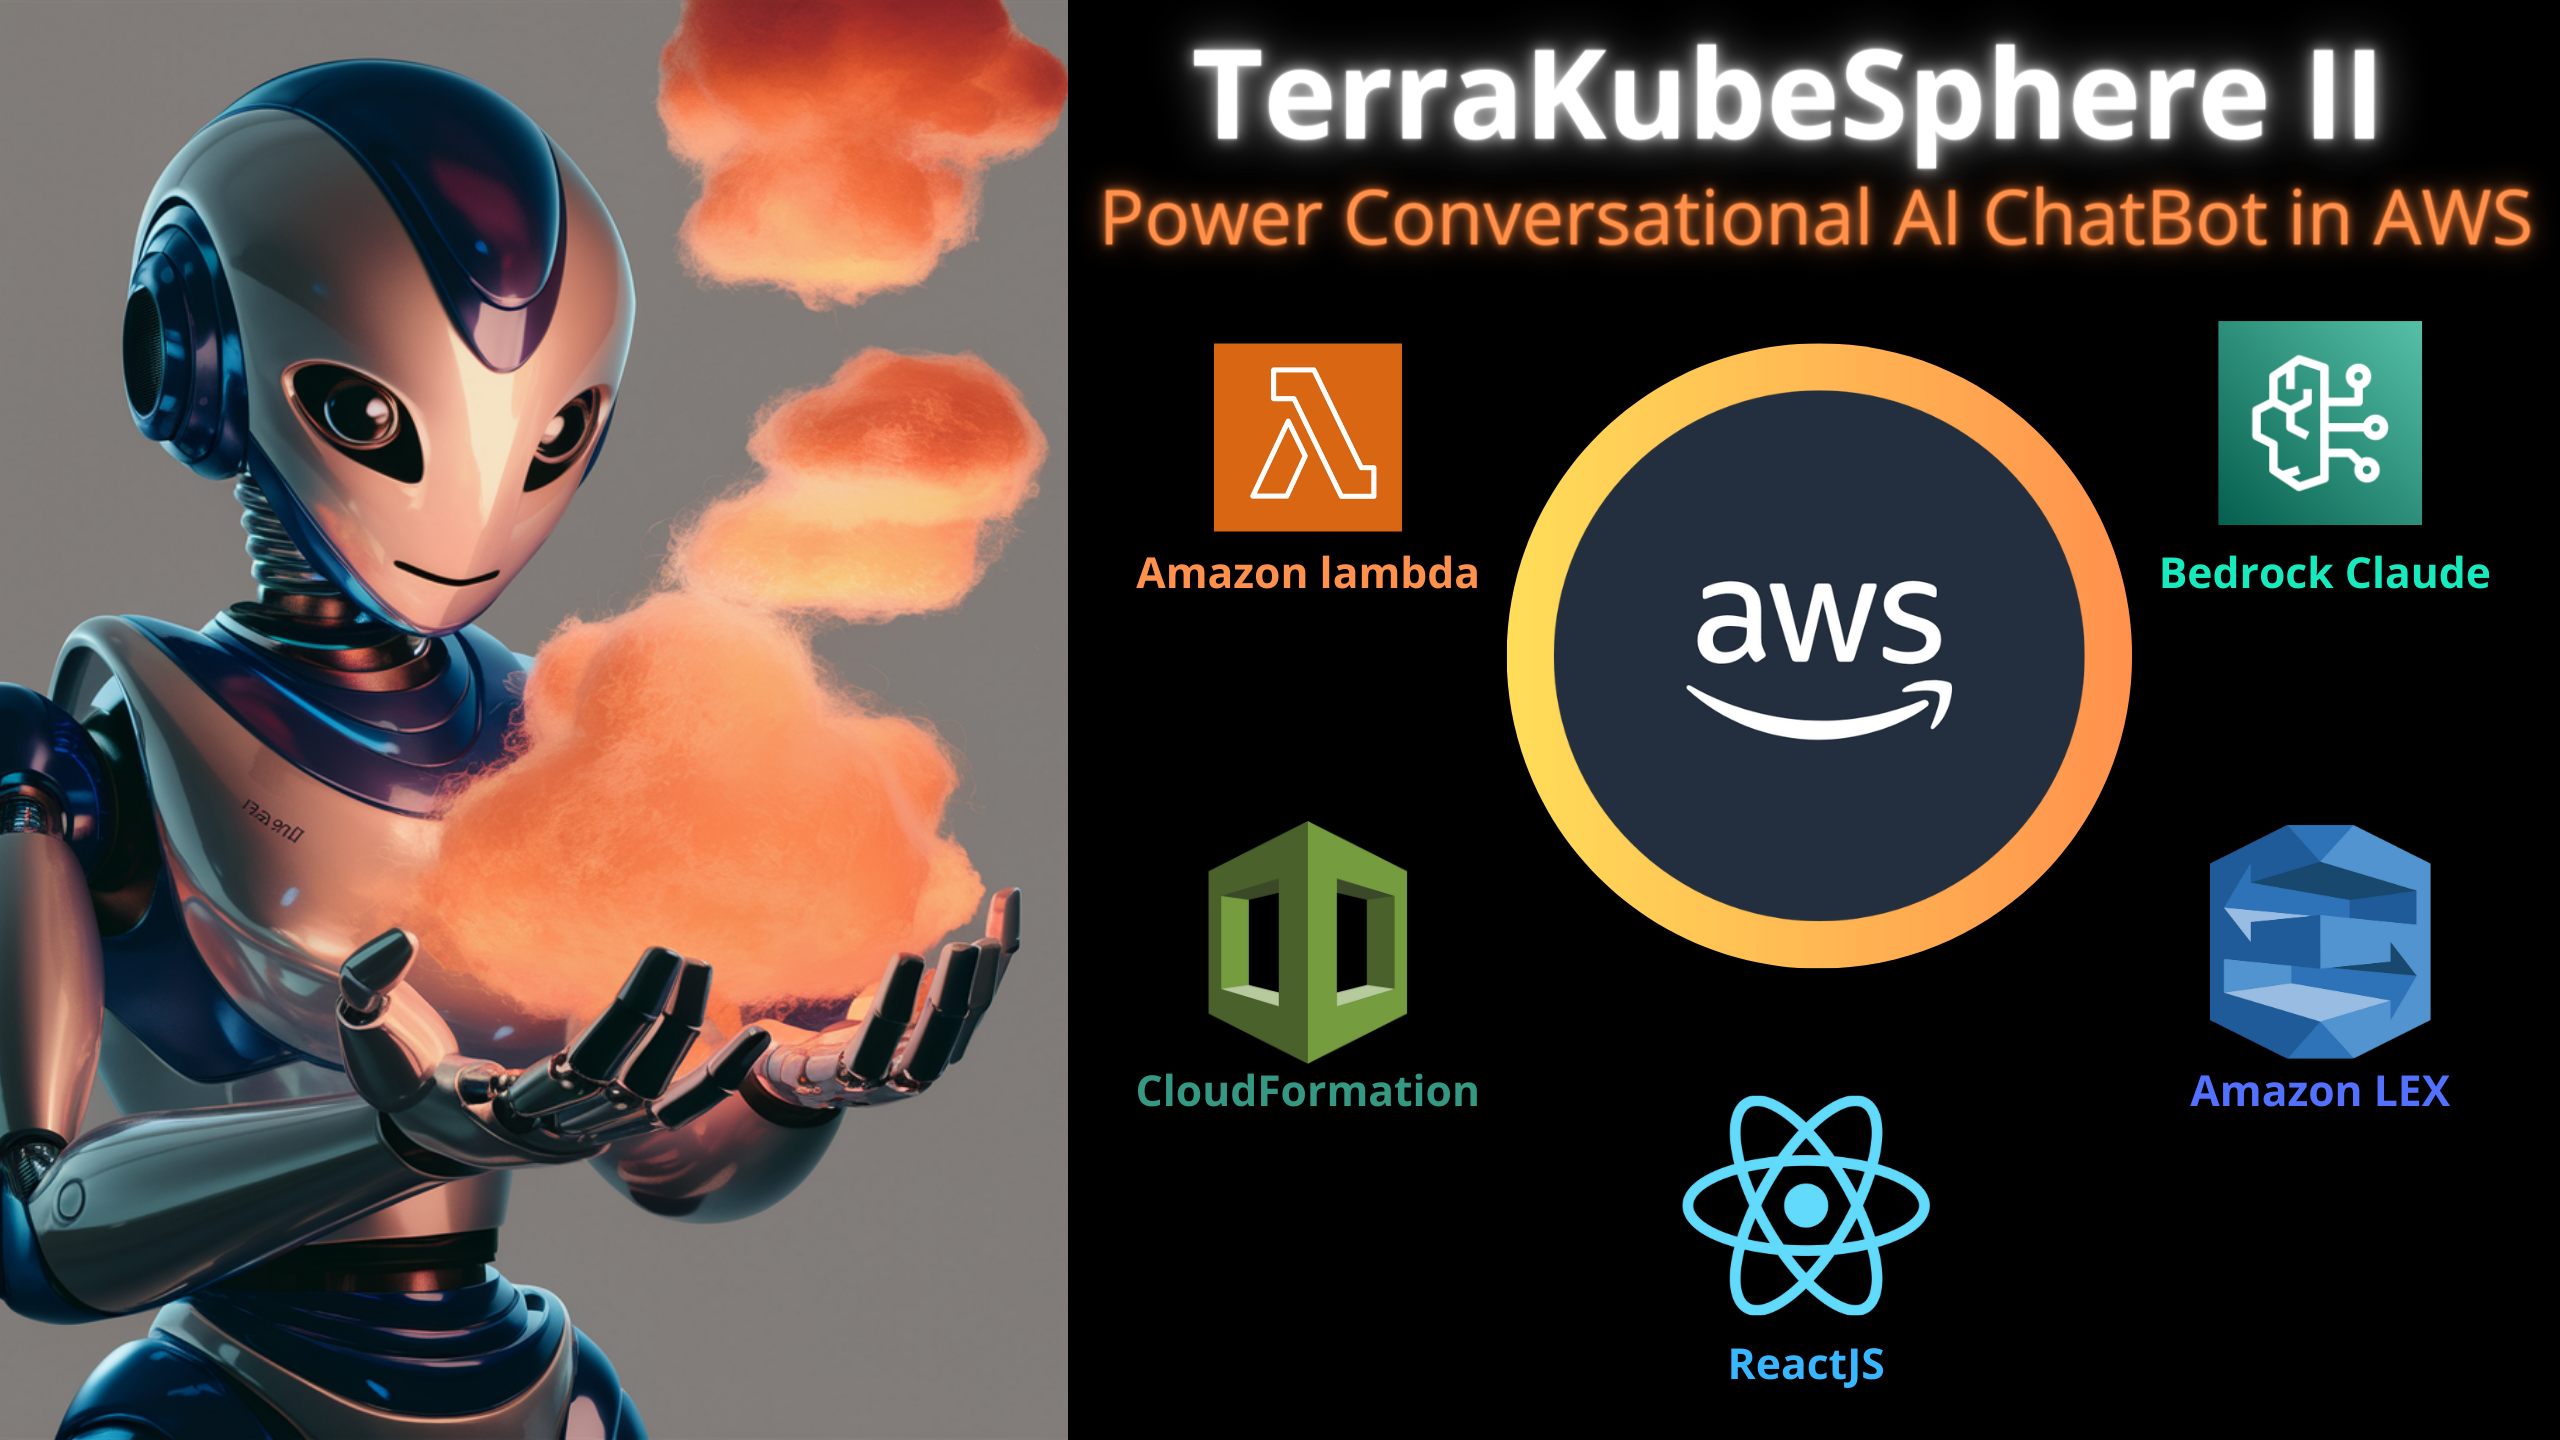 TerraKubeSphere II
Power Conversational AI ChatBot in AWS
Amazon lambda
Bedrock Claude
aws
CloudFormation
Amazon LEX
ReactJS